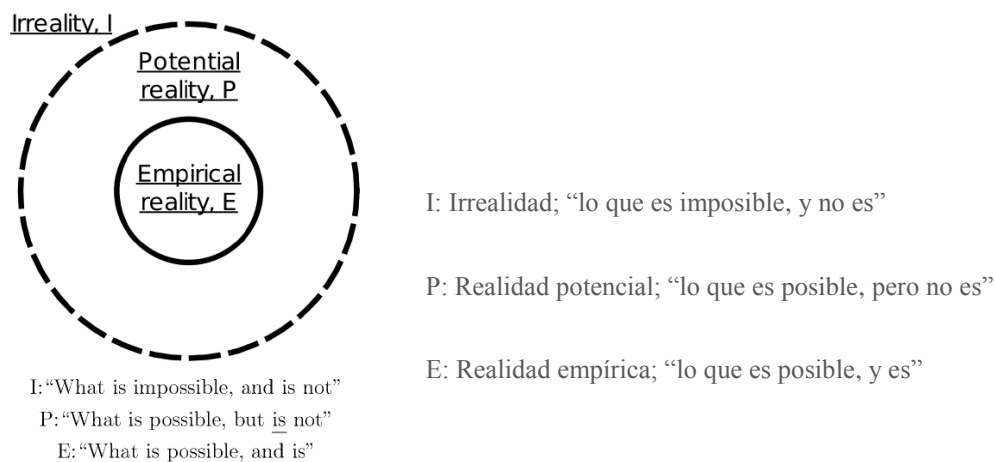 Irreality, I
Potential
reality, P
Empirical
reality, E
I:“What is impossible, and is not”
P:“What is possible, but is not”
E:“What is possible, and is”
I: Irrealidad; “lo que es imposible, y no es”
P: Realidad potencial; “lo que es posible, pero no es”
E: Realidad empírica; “lo que es posible, y es”